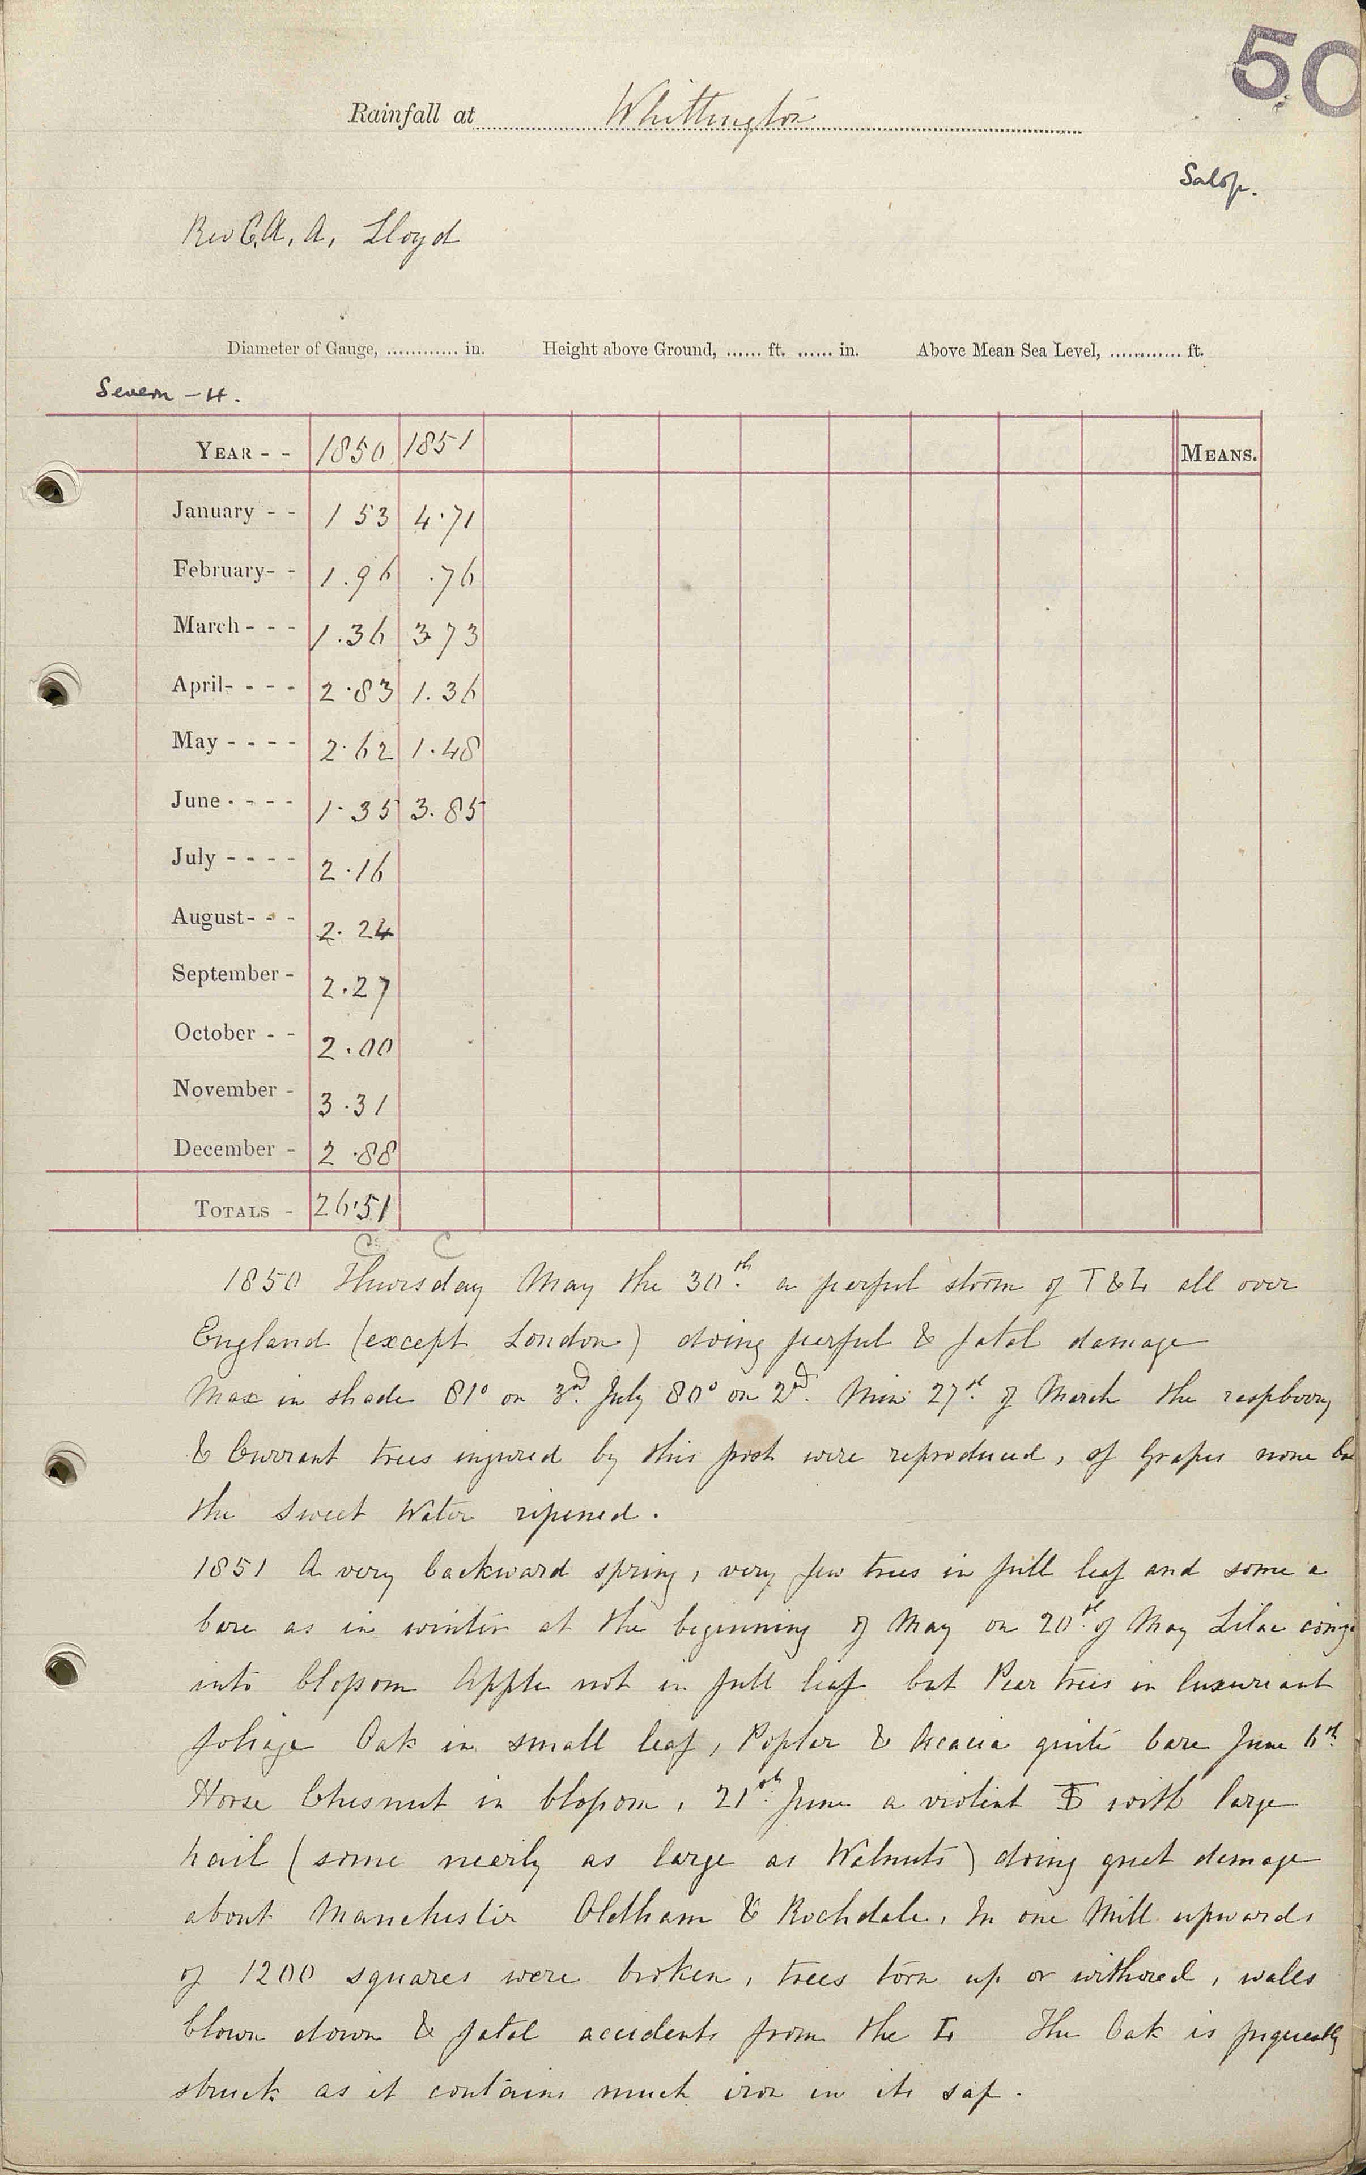 50
Rainfall at Whittington
Salop.
Rev C. A. A. Lloyd
Diameter of Gauge, ............ in. Height above Ground, ...... ft. ...... in. Above Mean Sea Level, ............ ft.
Severn - H.
YEAR - - 1850 1851 MEANS.
January - - 1 53 4.71
February- - 1.96 .76
March - - - 1.36 3.73
April- - - - 2.83 1.36
May - - - - 2.62 1.48
June - - - - 1.35 3.85
July - - - - 2.16
August- - - 2.24
September - 2.27
October - - 2.00
November - 3.31
December - 2.88
TOTALS - 26.51
C C
1850 Thursday May the 30th. a fearful storm of T & L all over
England (except London) doing fearful & fatal damage
Max in shade 81° on 3rd. July 80° on 2nd. Min 27th. of March the raspberry
& Currant trees injured by this frost were reproduced, of Grapes none but
the Sweet Water ripened.
1851 A very backward spring, very few trees in full leaf and some a
bare as in winter at the beginning of May on 20th. of May Lilac coming
into blossom Apple not in full leaf but Pear trees in luxuriant
foliage Oak in small leaf, Poplar & Acacia quite bare June 6th.
Horse Chesnut in blossom, 21st. June a violent with large
hail (some nearly as large as Walnuts) doing great damage
about Manchester Oldham & Rochdale, In one Mill upwards
of 1200 squares were broken, trees torn up or withered, walls
blown down & fatal accidents from the L The Oak is frequently
struck as it contains much iron in its sap.